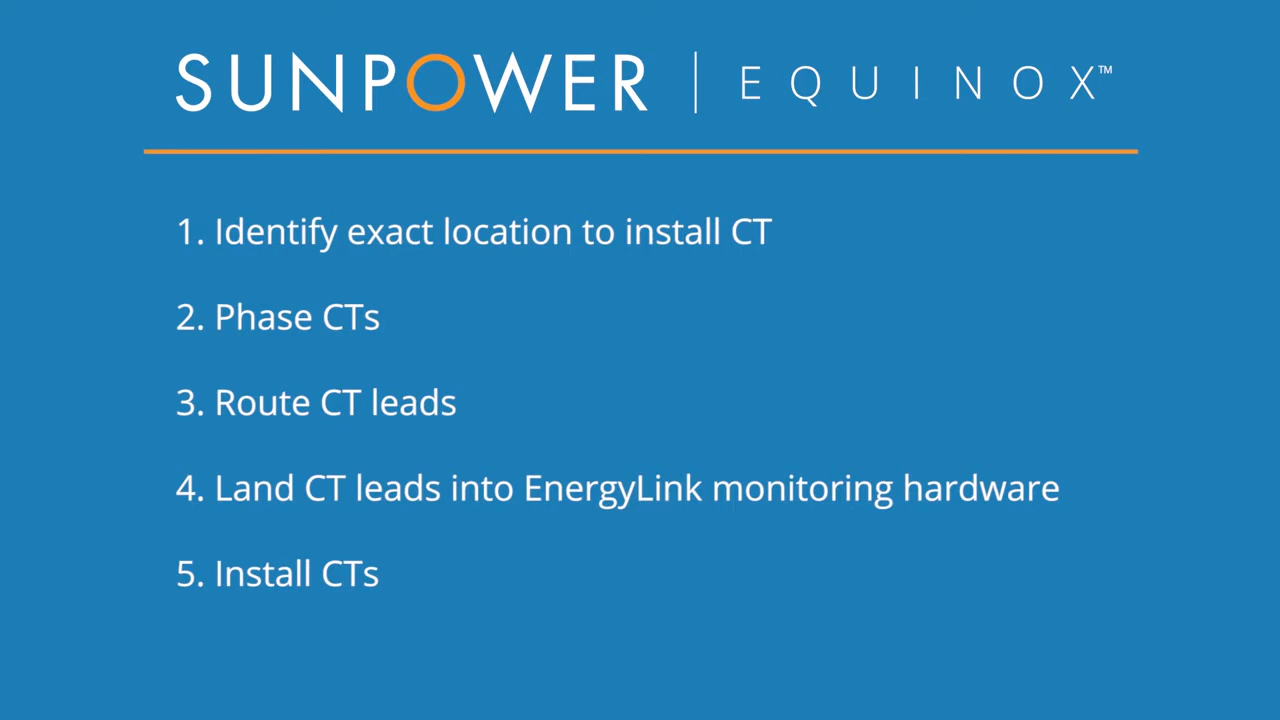 SUNPOWER | EQUINOX™
1. Identify exact location to install CT
2. Phase CTs
3. Route CT leads
4. Land CT leads into EnergyLink monitoring hardware
5. Install CTs